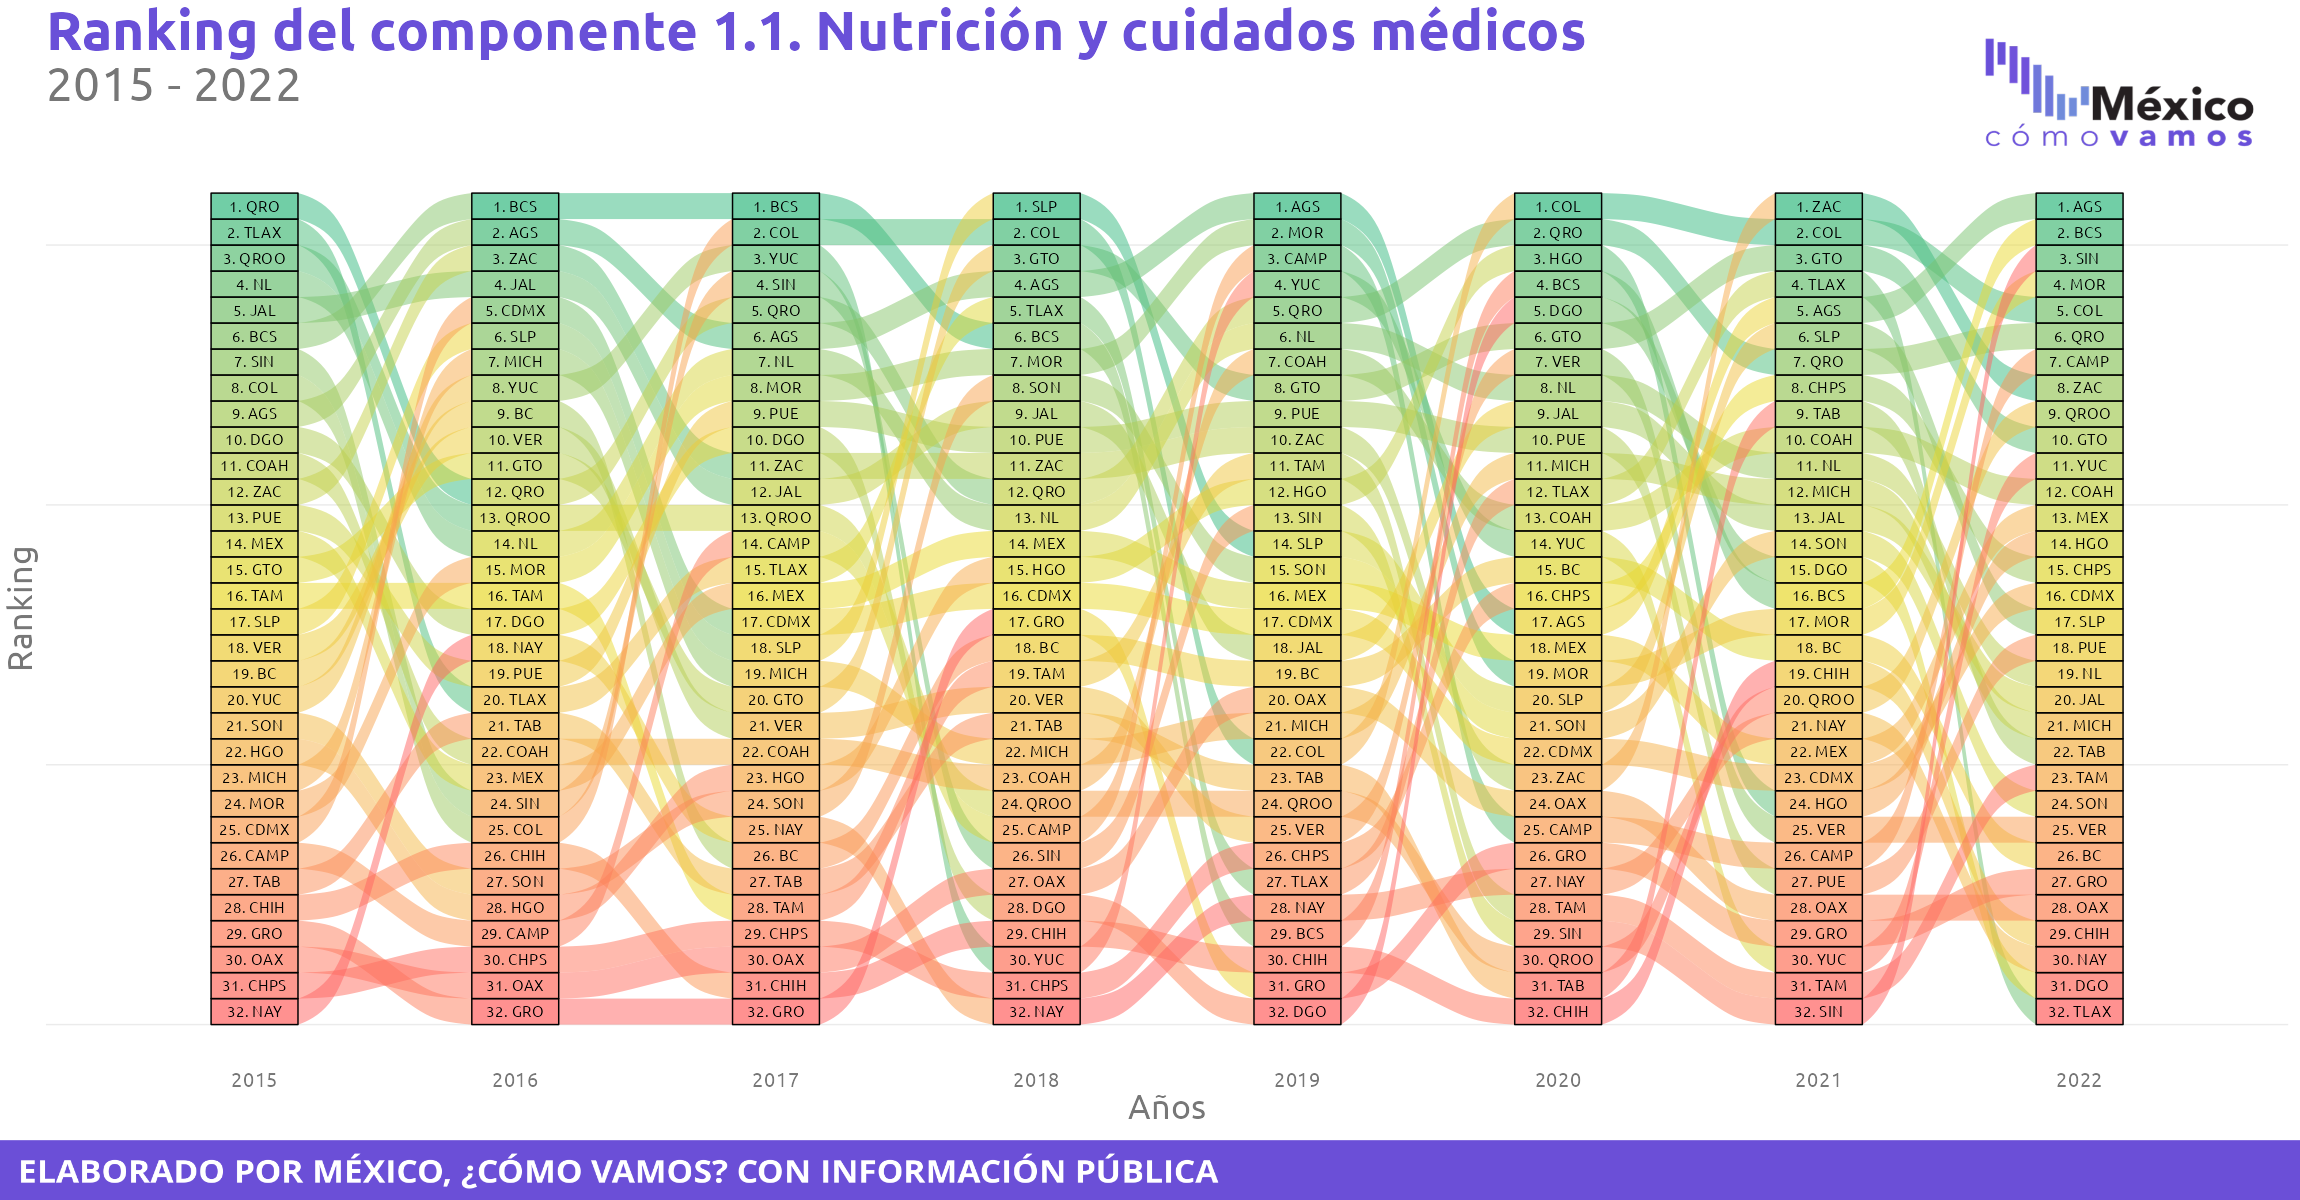 Ranking del componente 1.1. Nutrición y cuidados médicos
2015 - 2022
México
cómovamos
Ranking
1. QRO 1. BCS 1. BCS 1. SLP 1. AGS 1. COL 1. ZAC 1. AGS
2. TLAX 2. AGS 2. COL 2. COL 2. MOR 2. QRO 2. COL 2. BCS
3. QROO 3. ZAC 3. YUC 3. GTO 3. CAMP 3. HGO 3. GTO 3. SIN
4. NL 4. JAL 4. SIN 4. AGS 4. YUC 4. BCS 4. TLAX 4. MOR
5. JAL 5. CDMX 5. QRO 5. TLAX 5. QRO 5. DGO 5. AGS 5. COL
6. BCS 6. SLP 6. AGS 6. BCS 6. NL 6. GTO 6. SLP 6. QRO
7. SIN 7. MICH 7. NL 7. MOR 7. COAH 7. VER 7. QRO 7. CAMP
8. COL 8. YUC 8. MOR 8. SON 8. GTO 8. NL 8. CHPS 8. ZAC
9. AGS 9. BC 9. PUE 9. JAL 9. PUE 9. JAL 9. TAB 9. QROO
10. DGO 10. VER 10. DGO 10. PUE 10. ZAC 10. PUE 10. COAH 10. GTO
11. COAH 11. GTO 11. ZAC 11. ZAC 11. TAM 11. MICH 11. NL 11. YUC
12. ZAC 12. QRO 12. JAL 12. QRO 12. HGO 12. TLAX 12. MICH 12. COAH
13. PUE 13. QROO 13. QROO 13. NL 13. SIN 13. COAH 13. JAL 13. MEX
14. MEX 14. NL 14. CAMP 14. MEX 14. SLP 14. YUC 14. SON 14. HGO
15. GTO 15. MOR 15. TLAX 15. HGO 15. SON 15. BC 15. DGO 15. CHPS
16. TAM 16. TAM 16. MEX 16. CDMX 16. MEX 16. CHPS 16. BCS 16. CDMX
17. SLP 17. DGO 17. CDMX 17. GRO 17. CDMX 17. AGS 17. MOR 17. SLP
18. VER 18. NAY 18. SLP 18. BC 18. JAL 18. MEX 18. BC 18. PUE
19. BC 19. PUE 19. MICH 19. TAM 19. BC 19. MOR 19. CHIH 19. NL
20. YUC 20. TLAX 20. GTO 20. VER 20. OAX 20. SLP 20. QROO 20. JAL
21. SON 21. TAB 21. VER 21. TAB 21. MICH 21. SON 21. NAY 21. MICH
22. HGO 22. COAH 22. COAH 22. MICH 22. COL 22. CDMX 22. MEX 22. TAB
23. MICH 23. MEX 23. HGO 23. COAH 23. TAB 23. ZAC 23. CDMX 23. TAM
24. MOR 24. SIN 24. SON 24. QROO 24. QROO 24. OAX 24. HGO 24. SON
25. CDMX 25. COL 25. NAY 25. CAMP 25. VER 25. CAMP 25. VER 25. VER
26. CAMP 26. CHIH 26. BC 26. SIN 26. CHPS 26. GRO 26. CAMP 26. BC
27. TAB 27. SON 27. TAB 27. OAX 27. TLAX 27. NAY 27. PUE 27. GRO
28. CHIH 28. HGO 28. TAM 28. DGO 28. NAY 28. TAM 28. OAX 28. OAX
29. GRO 29. CAMP 29. CHPS 29. CHIH 29. BCS 29. SIN 29. GRO 29. CHIH
30. OAX 30. CHPS 30. OAX 30. YUC 30. CHIH 30. QROO 30. YUC 30. NAY
31. CHPS 31. OAX 31. CHIH 31. CHPS 31. GRO 31. TAB 31. TAM 31. DGO
32. NAY 32. GRO 32. GRO 32. NAY 32. DGO 32. CHIH 32. SIN 32. TLAX
2015 2016 2017 2018 2019 2020 2021 2022
Años
ELABORADO POR MÉXICO, ¿CÓMO VAMOS? CON INFORMACIÓN PÚBLICA